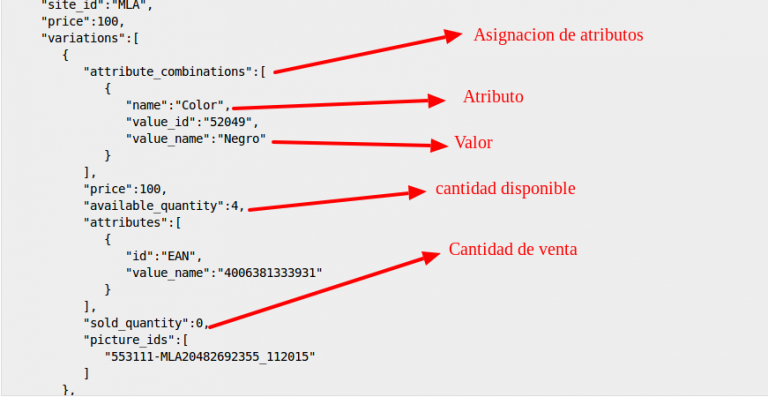 "site_id":"MLA",
"price":100,
"variations":[
{
"attribute_combinations":[
Asignacion de atributos
{
"name":"Color",
Atributo
"value_id":"52049",
"value_name":"Negro"
Valor
}
],
"price":100,
cantidad disponible
"available_quantity":4,
"attributes":[
{
Cantidad de venta
"id":"EAN",
"value_name":"4006381333931"
}
],
"sold_quantity":0,
"picture_ids":[
"553111-MLA20482692355_112015"
]
},